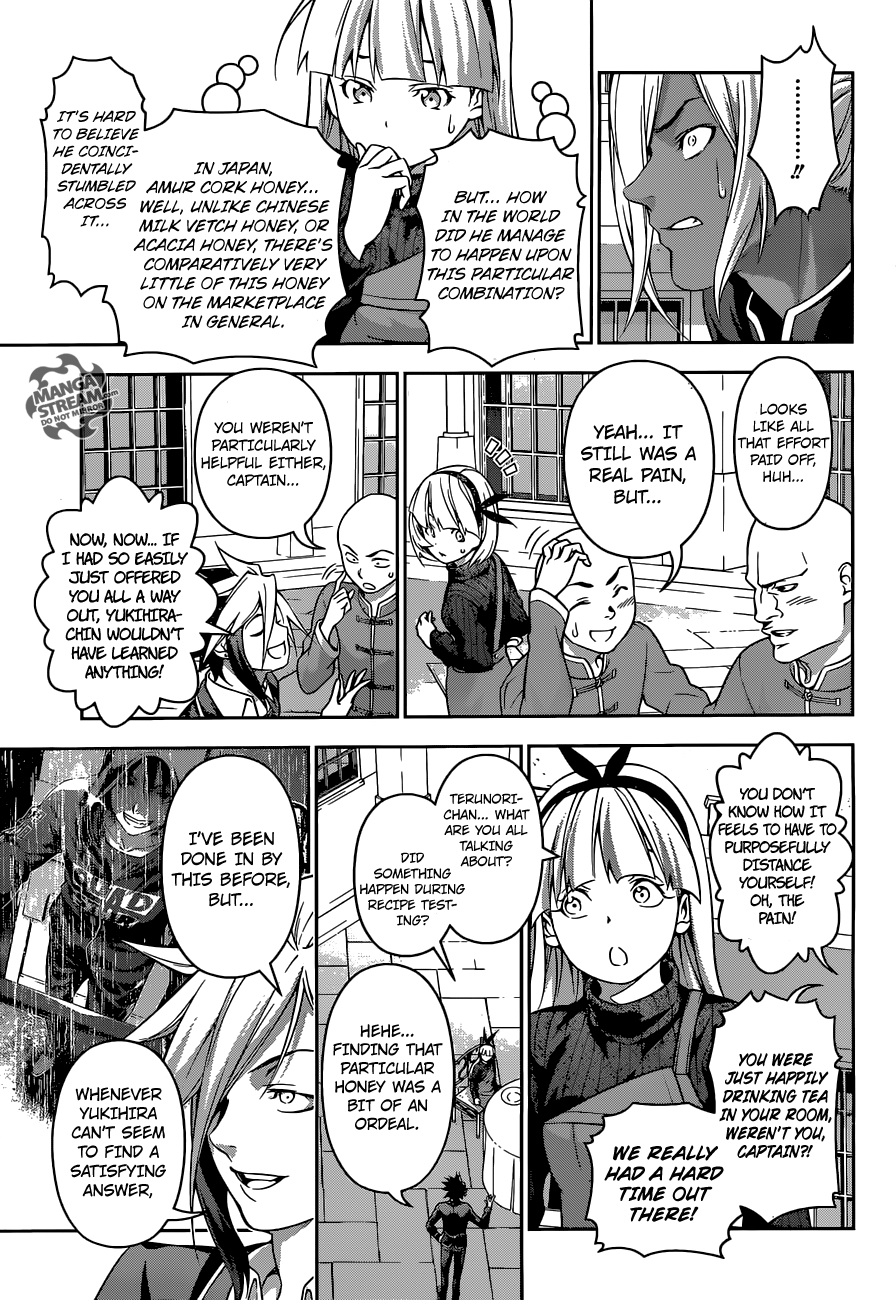 .........!!
BUT... HOW
IN THE WORLD
DID HE MANAGE
TO HAPPEN UPON
THIS PARTICULAR
COMBINATION?
IN JAPAN,
AMUR CORK HONEY...
WELL, UNLIKE CHINESE
MILK VETCH HONEY, OR
ACACIA HONEY, THERE'S
COMPARATIVELY VERY
LITTLE OF THIS HONEY
ON THE MARKETPLACE
IN GENERAL.
IT'S HARD
TO BELIEVE
HE COINCI-
DENTALLY
STUMBLED
ACROSS
IT...
MANGA
STREAM.com
DO NOT MIRROR
LOOKS
LIKE ALL
THAT EFFORT
PAID OFF,
HUH...
YEAH... IT
STILL WAS A
REAL PAIN,
BUT...
YOU WEREN'T
PARTICULARLY
HELPFUL EITHER,
CAPTAIN...
NOW, NOW... IF
I HAD SO EASILY
JUST OFFERED
YOU ALL A WAY
OUT, YUKIHIRA-
CHIN WOULDN'T
HAVE LEARNED
ANYTHING!
YOU DON'T
KNOW HOW IT
FEELS TO HAVE TO
PURPOSEFULLY
DISTANCE
YOURSELF!
OH, THE
PAIN!
YOU WERE
JUST HAPPILY
DRINKING TEA
IN YOUR ROOM,
WEREN'T YOU,
CAPTAIN?!
WE REALLY
HAD A HARD
TIME OUT
THERE!
TERUNORI-
CHAN... WHAT
ARE YOU ALL
TALKING
ABOUT?
DID
SOMETHING
HAPPEN DURING
RECIPE TEST-
ING?
HEHE...
FINDING THAT
PARTICULAR
HONEY WAS A
BIT OF AN
ORDEAL.
I'VE BEEN
DONE IN BY
THIS BEFORE,
BUT...
WHENEVER
YUKIHIRA
CAN'T SEEM
TO FIND A
SATISFYING
ANSWER,